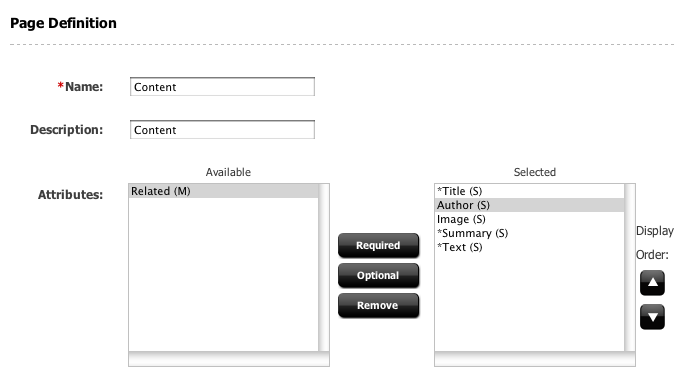 Page Definition
*Name:
Content
Description:
Content
Attributes:
Available
Related (M)
Required
Optional
Remove
Selected
*Title (S)
Author (S)
Image (S)
*Summary (S)
*Text (S)
Display
Order: